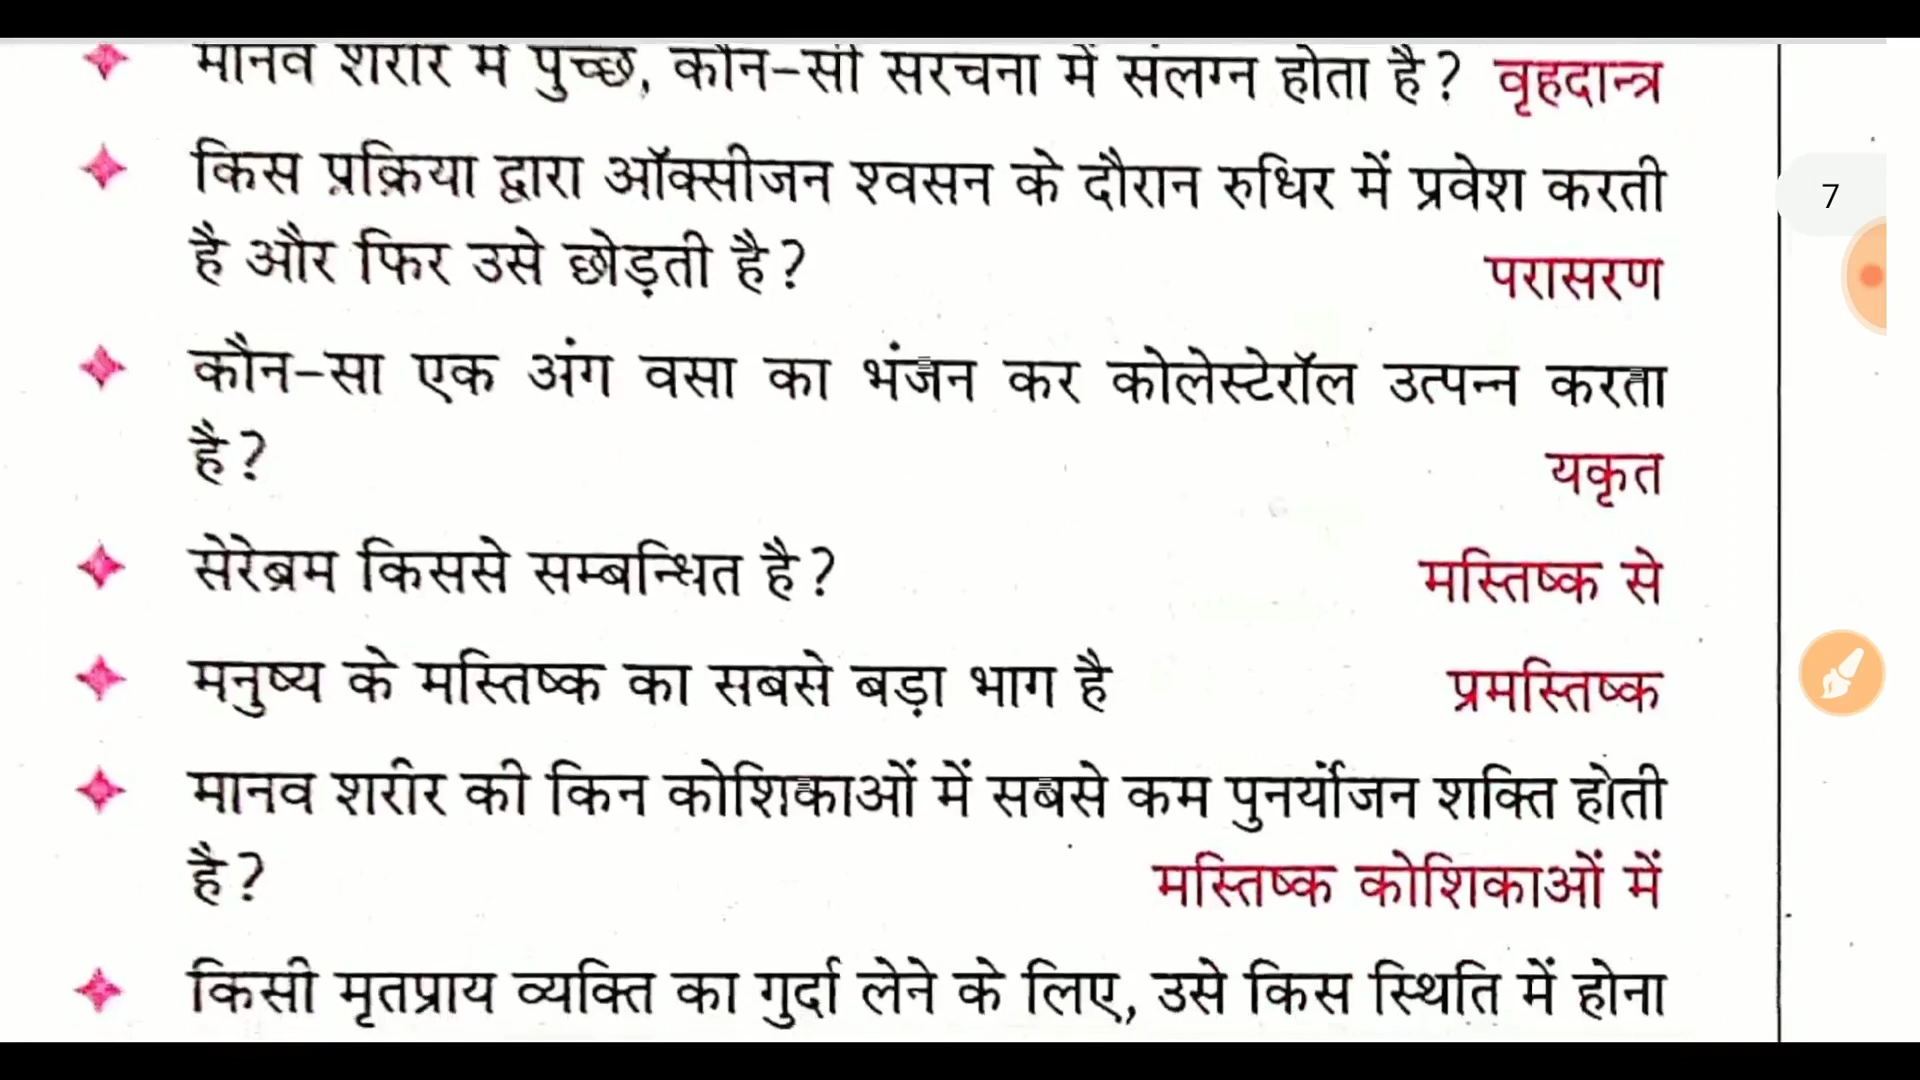 मानव शरीर में पुच्छ, कौन-सी संरचना में संलग्न होता है? वृहदान्त्र
किस प्रक्रिया द्वारा ऑक्सीजन श्वसन के दौरान रुधिर में प्रवेश करती
है और फिर उसे छोड़ती है? परासरण
कौन-सा एक अंग वसा का भंजन कर कोलेस्टेरॉल उत्पन्न करता
है? यकृत
सेरेब्रम किससे सम्बन्धित है? मस्तिष्क से
मनुष्य के मस्तिष्क का सबसे बड़ा भाग है प्रमस्तिष्क
मानव शरीर की किन कोशिकाओं में सबसे कम पुनर्योजन शक्ति होती
है? मस्तिष्क कोशिकाओं में
किसी मृतप्राय व्यक्ति का गुर्दा लेने के लिए, उसे किस स्थिति में होना
7